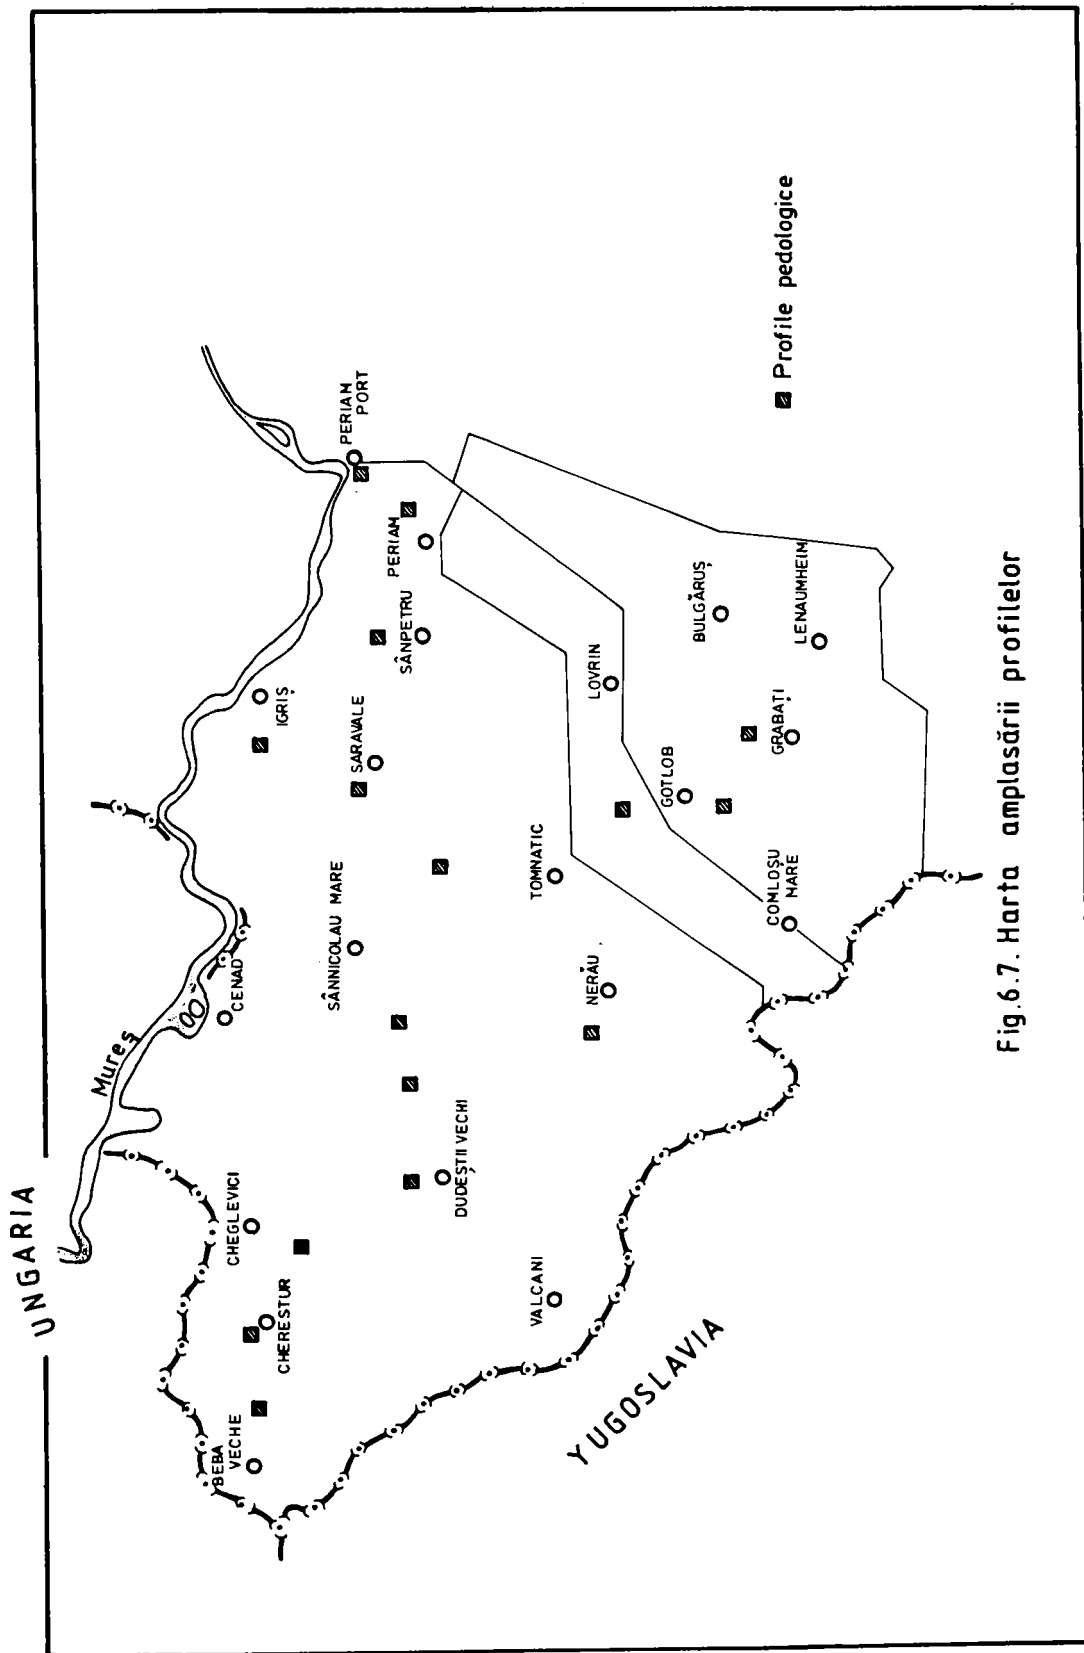 UNGARIA
Mureș
CHEGLEVICI
CENAD
BEBA
VECHE
CHERESTUR
IGRIȘ
PERIAM
PORT
SÂNNICOLAU MARE
SARAVALE
SÂNPETRU
PERIAM
DUDEȘTII VECHI
VALCANI
TOMNATIC
NERĂU
LOVRIN
GOTLOB
BULGĂRUȘ
COMLOȘU
MARE
GRABAȚI
LENAUMHEIM
YUGOSLAVIA
Profile pedologice
Fig.6.7. Harta amplasării profilelor